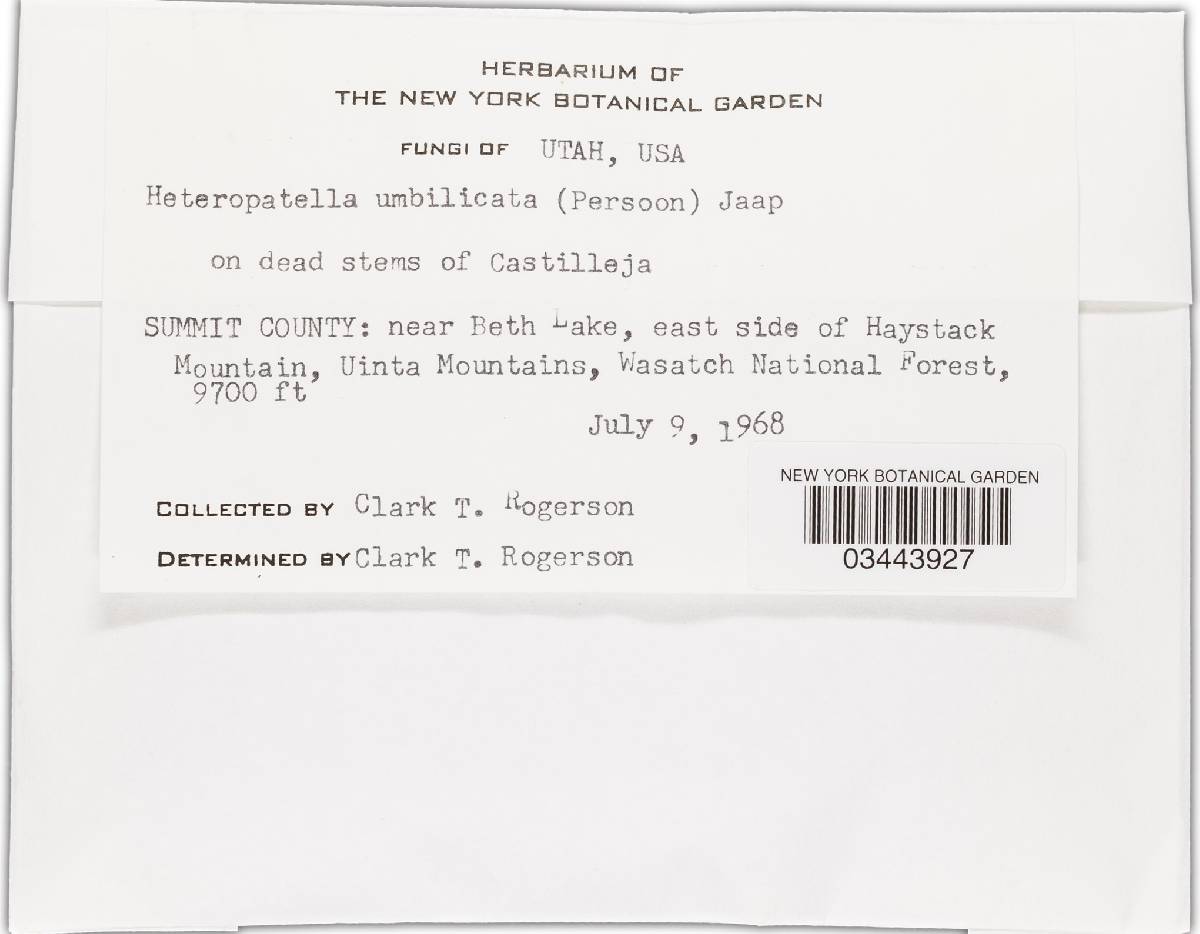 HERBARIUM OF
THE NEW YORK BOTANICAL GARDEN
FUNGI OF UTAH, USA
Heteropatella umbilicata (Persoon) Jaap
on dead stems of Castilleja
SUMMIT COUNTY: near Beth Lake, east side of Haystack
Mountain, Uinta Mountains, Wasatch National Forest,
9700 ft
July 9, 1968
COLLECTED BY Clark T. Rogerson
DETERMINED BY Clark T. Rogerson
NEW YORK BOTANICAL GARDEN
03443927